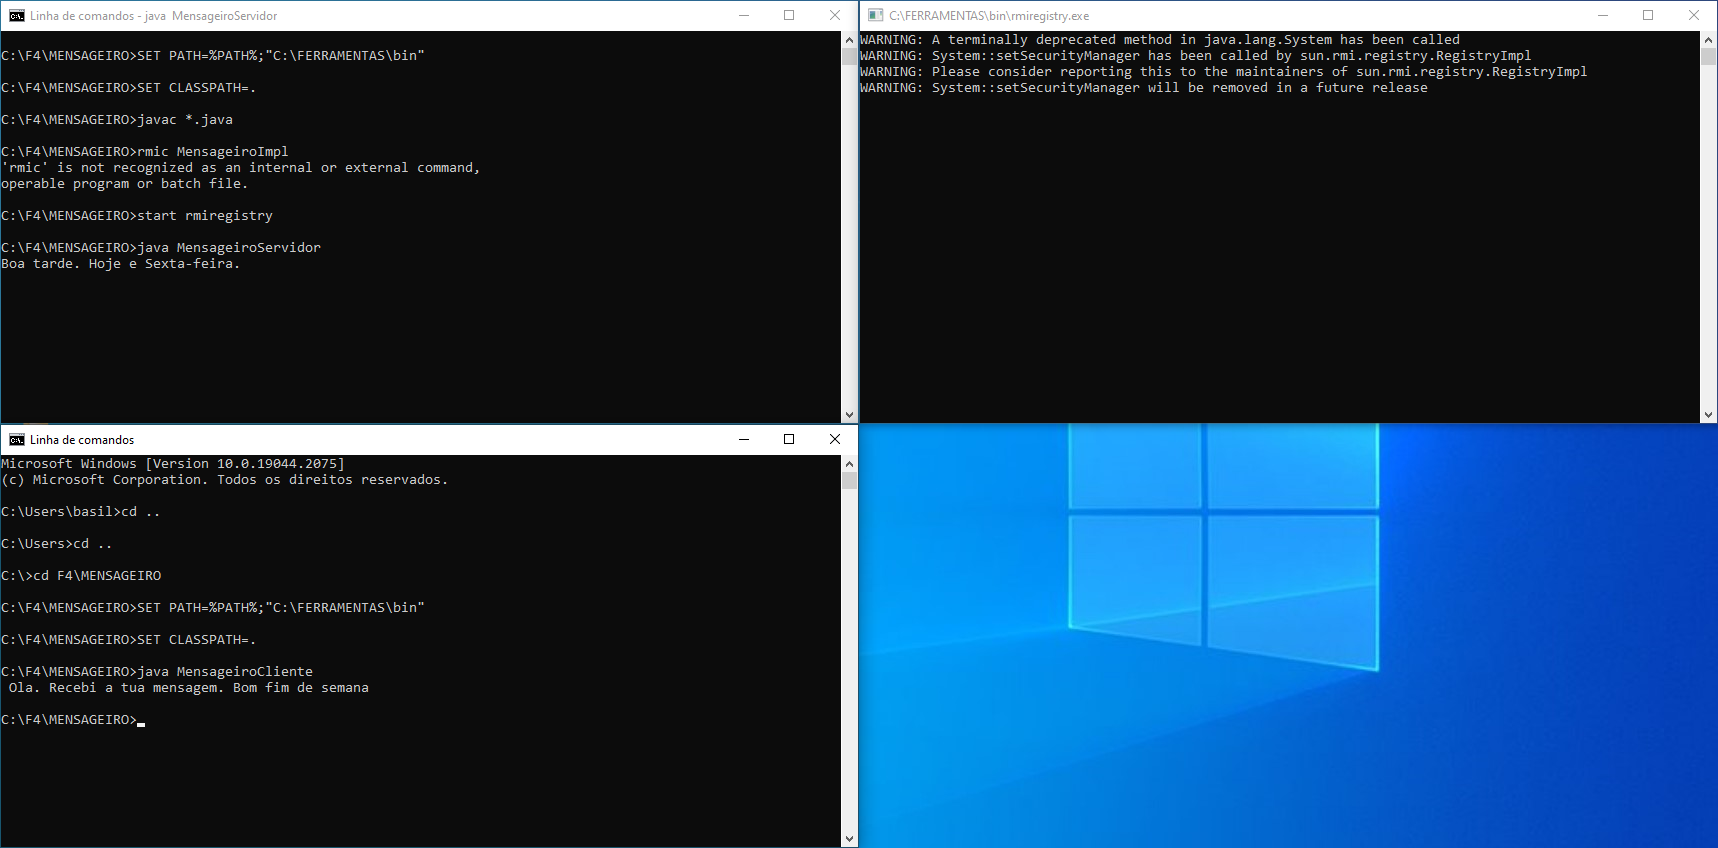 Linha de comandos - java  MensageiroServidor
C:\F4\MENSAGEIRO>SET PATH=%PATH%;"C:\FERRAMENTAS\bin"
C:\F4\MENSAGEIRO>SET CLASSPATH=.
C:\F4\MENSAGEIRO>javac *.java
C:\F4\MENSAGEIRO>rmic MensageiroImpl
'rmic' is not recognized as an internal or external command,
operable program or batch file.
C:\F4\MENSAGEIRO>start rmiregistry
C:\F4\MENSAGEIRO>java MensageiroServidor
Boa tarde. Hoje e Sexta-feira.
C:\FERRAMENTAS\bin\rmiregistry.exe
WARNING: A terminally deprecated method in java.lang.System has been called
WARNING: System::setSecurityManager has been called by sun.rmi.registry.RegistryImpl
WARNING: Please consider reporting this to the maintainers of sun.rmi.registry.RegistryImpl
WARNING: System::setSecurityManager will be removed in a future release
Linha de comandos
Microsoft Windows [Version 10.0.19044.2075]
(c) Microsoft Corporation. Todos os direitos reservados.
C:\Users\basil>cd ..
C:\Users>cd ..
C:\>cd F4\MENSAGEIRO
C:\F4\MENSAGEIRO>SET PATH=%PATH%;"C:\FERRAMENTAS\bin"
C:\F4\MENSAGEIRO>SET CLASSPATH=.
C:\F4\MENSAGEIRO>java MensageiroCliente
 Ola. Recebi a tua mensagem. Bom fim de semana
C:\F4\MENSAGEIRO>